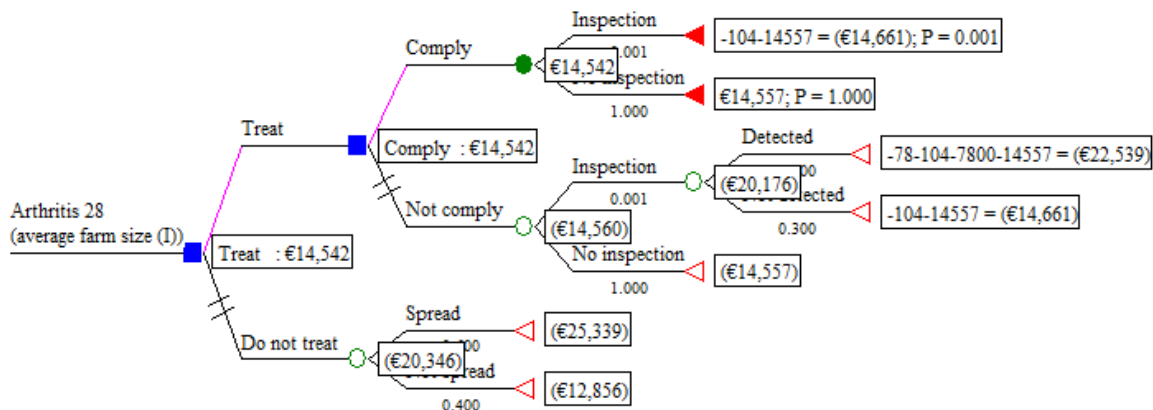 Inspection
-104-14557 = (€14,661); P = 0.001
Comply
.001
€14,542
inspection
€14,557; P = 1.000
1.000
Treat
Detected
Comply : €14,542
-78-104-7800-14557 = (€22,539)
Inspection
(€20,176)
0.001
Arthritis 28
(average farm size (I))
Not comply
-104-14557 = (€14,661)
(€14,560)
0.300
Treat : €14,542
No inspection
(€14,557)
1.000
Spread
(€25,339)
Do not treat
(€20,346)
spread
(€12,856)
0.400